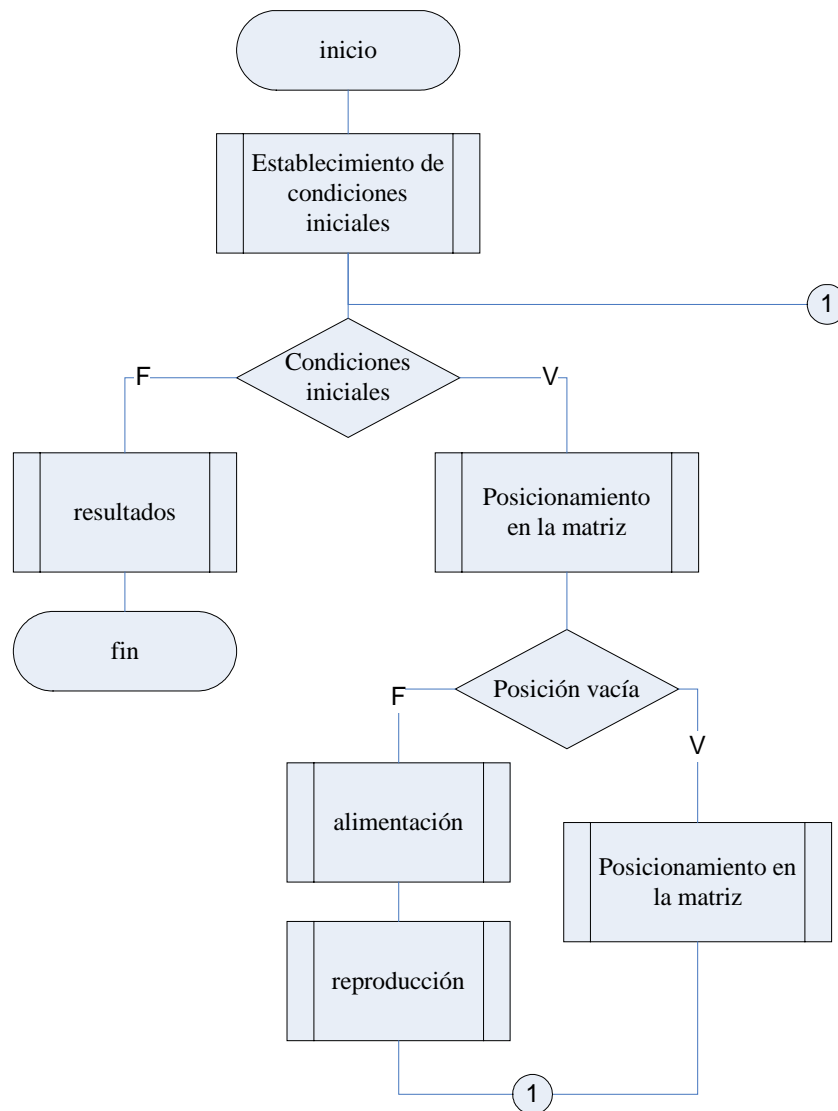 inicio
Establecimiento de
condiciones
iniciales
1
Condiciones
iniciales
F
V
resultados
Posicionamiento
en la matriz
fin
Posición vacía
F
V
alimentación
Posicionamiento en
la matriz
reproducción
1